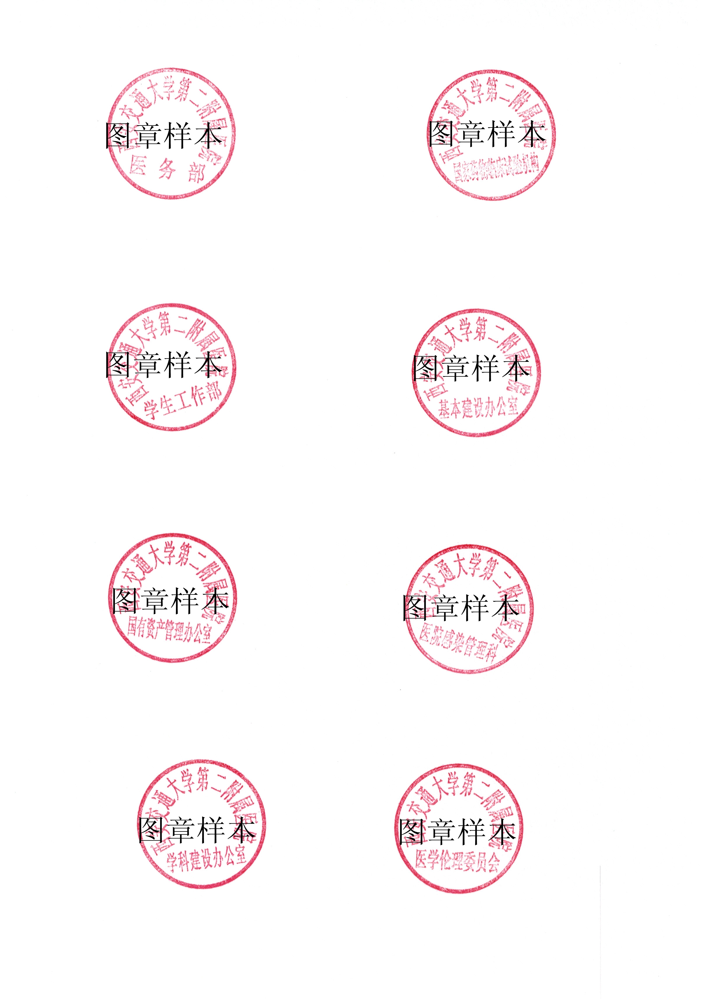 西安交通大学第二附属医院
图章样本
医务部
西安交通大学第二附属医院
图章样本
国家药物临床试验机构
西安交通大学第二附属医院
图章样本
学生工作部
西安交通大学第二附属医院
图章样本
基本建设办公室
西安交通大学第二附属医院
图章样本
国有资产管理办公室
西安交通大学第二附属医院
图章样本
医院感染管理科
西安交通大学第二附属医院
图章样本
学科建设办公室
西安交通大学第二附属医院
图章样本
医学伦理委员会